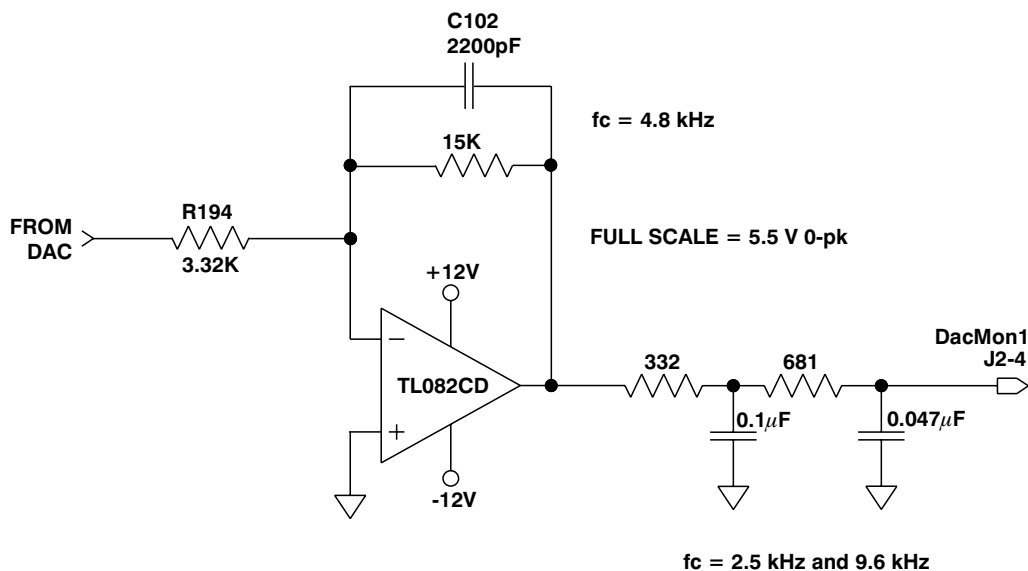 C102
2200pF
fc = 4.8 kHz
15K
FROM
DAC
R194
3.32K
FULL SCALE = 5.5 V 0-pk
+12V
−
TL082CD
+
-12V
332
681
DacMon1
J2-4
0.1µF
0.047µF
fc = 2.5 kHz and 9.6 kHz